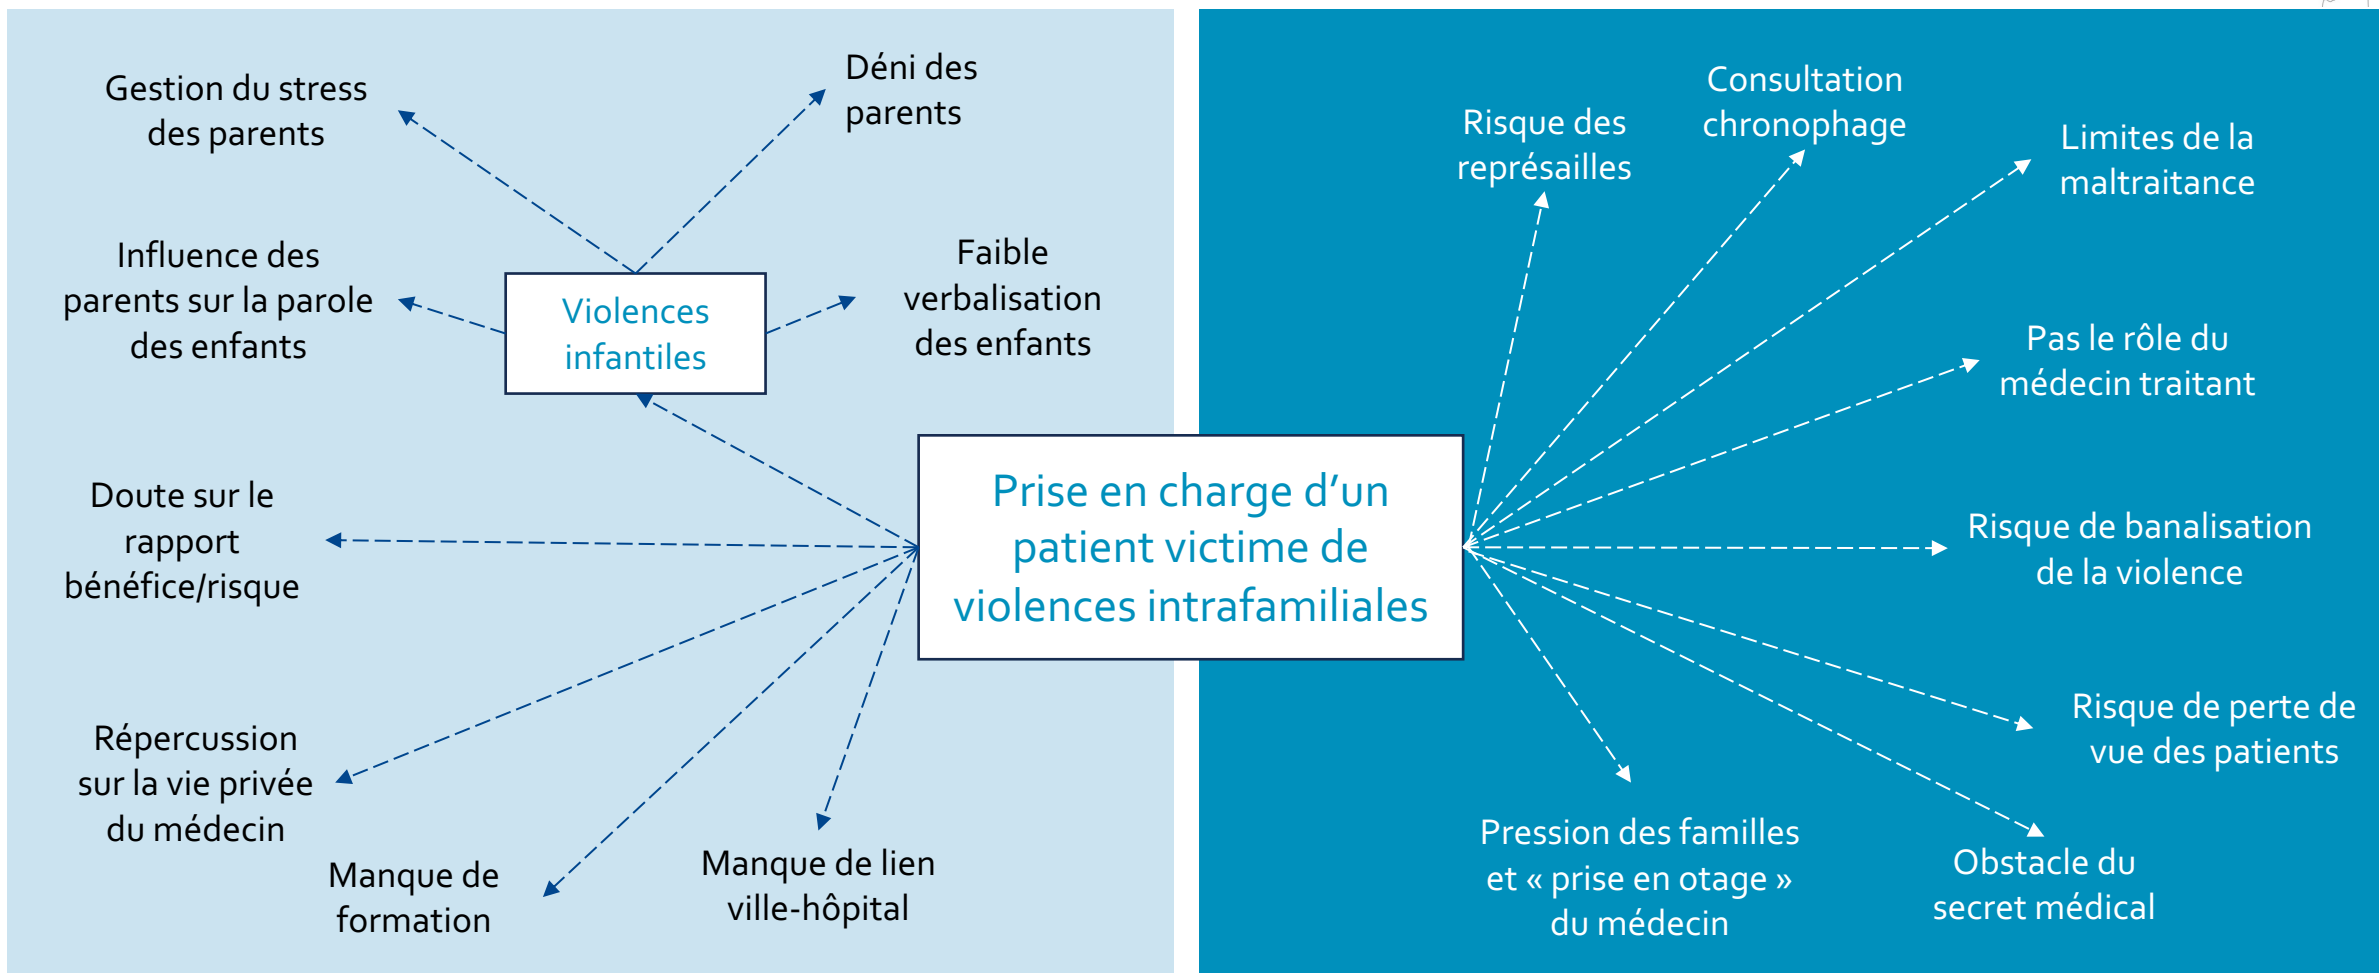 Gestion du stress
des parents
Déni des
parents
Influence des
parents sur la parole
des enfants
Violences
infantiles
Faible
verbalisation
des enfants
Doute sur le
rapport
bénéfice/risque
Répercussion
sur la vie privée
du médecin
Manque de
formation
Manque de lien
ville-hôpital
Prise en charge d’un
patient victime de
violences intrafamiliales
Risque des
représailles
Consultation
chronophage
Limites de la
maltraitance
Pas le rôle du
médecin traitant
Risque de banalisation
de la violence
Risque de perte de
vue des patients
Pression des familles
et « prise en otage »
du médecin
Obstacle du
secret médical